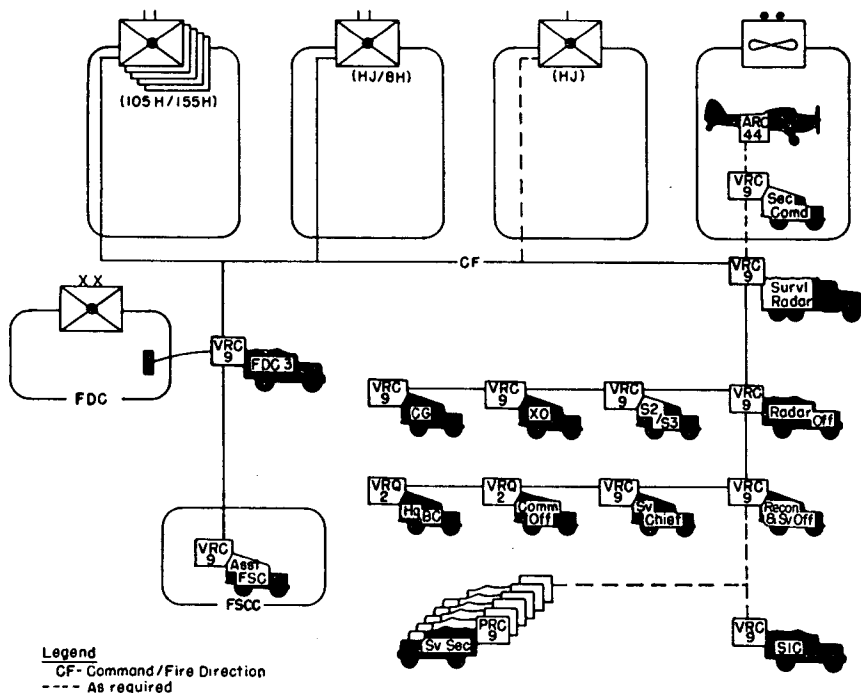 (105H/155H)
(HJ/8H)
(HJ)
ARC
44
VRC
9
Sec
Comd
CF
VRC
9
Survl
Radar
XX
VRC
9
FDC 3
FDC
VRC
9
CG
VRC
9
XO
VRC
9
S2
/S3
VRC
9
Radar
Off
VRQ
2
Hq BC
VRQ
2
Comm
Off
VRC
9
Sv
Chief
VRC
9
Recon
& Sv Off
VRC
9
Asst
FSC
FSCC
PRC
9
Sv Sec
VRC
9
SIC
Legend
CF- Command/Fire Direction
---- As required